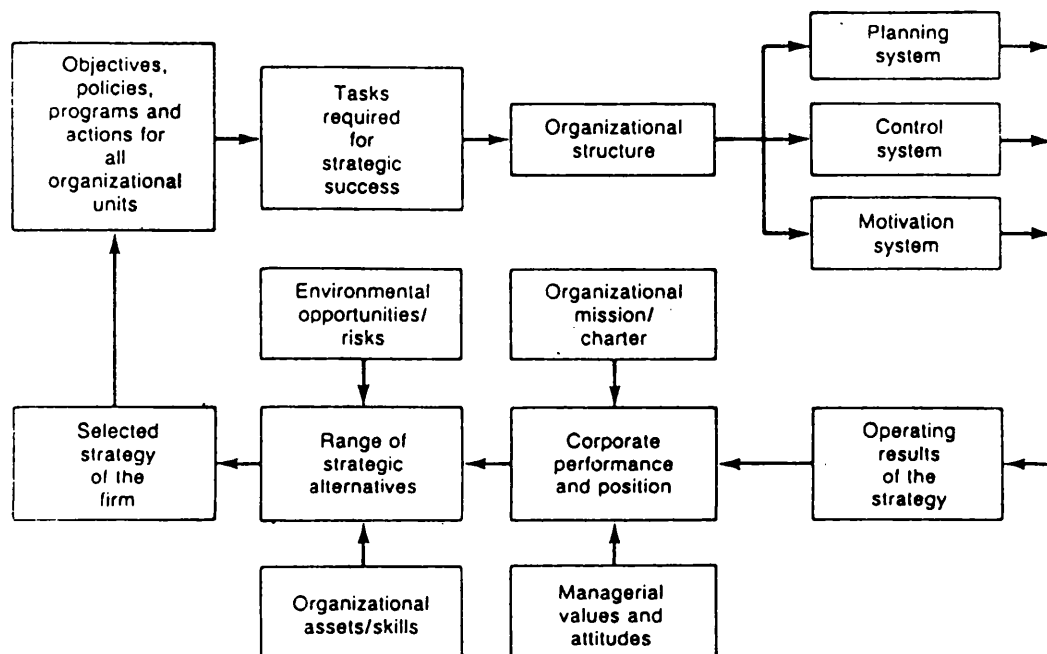 Objectives,
policies,
programs and
actions for
all
organizational
units
Tasks
required
for
strategic
success
Organizational
structure
Planning
system
Control
system
Motivation
system
Environmental
opportunities/
risks
Organizational
mission/
charter
Selected
strategy
of the
firm
Range of
strategic
alternatives
Corporate
performance
and position
Operating
results
of the
strategy
Organizational
assets/skills
Managerial
values and
attitudes